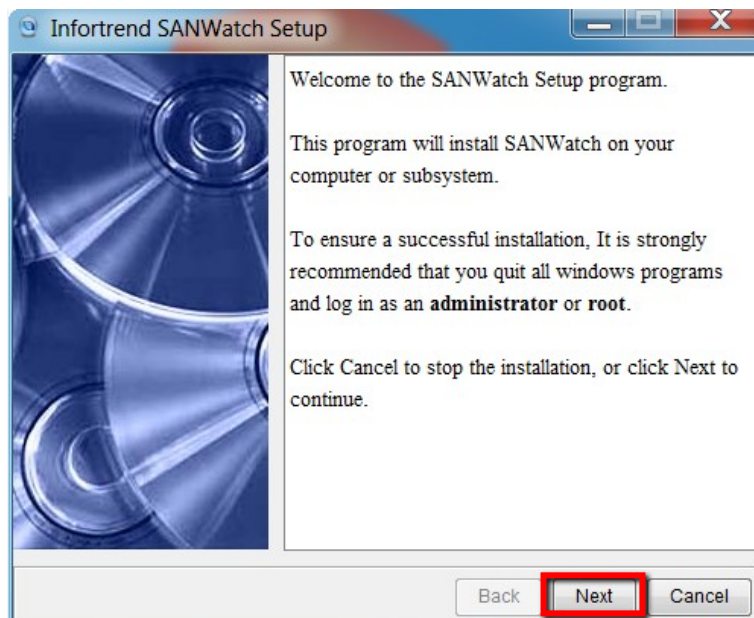 Infortrend SANWatch Setup
Welcome to the SANWatch Setup program.
This program will install SANWatch on your
computer or subsystem.
To ensure a successful installation, It is strongly
recommended that you quit all windows programs
and log in as an administrator or root.
Click Cancel to stop the installation, or click Next to
continue.
Back Next Cancel